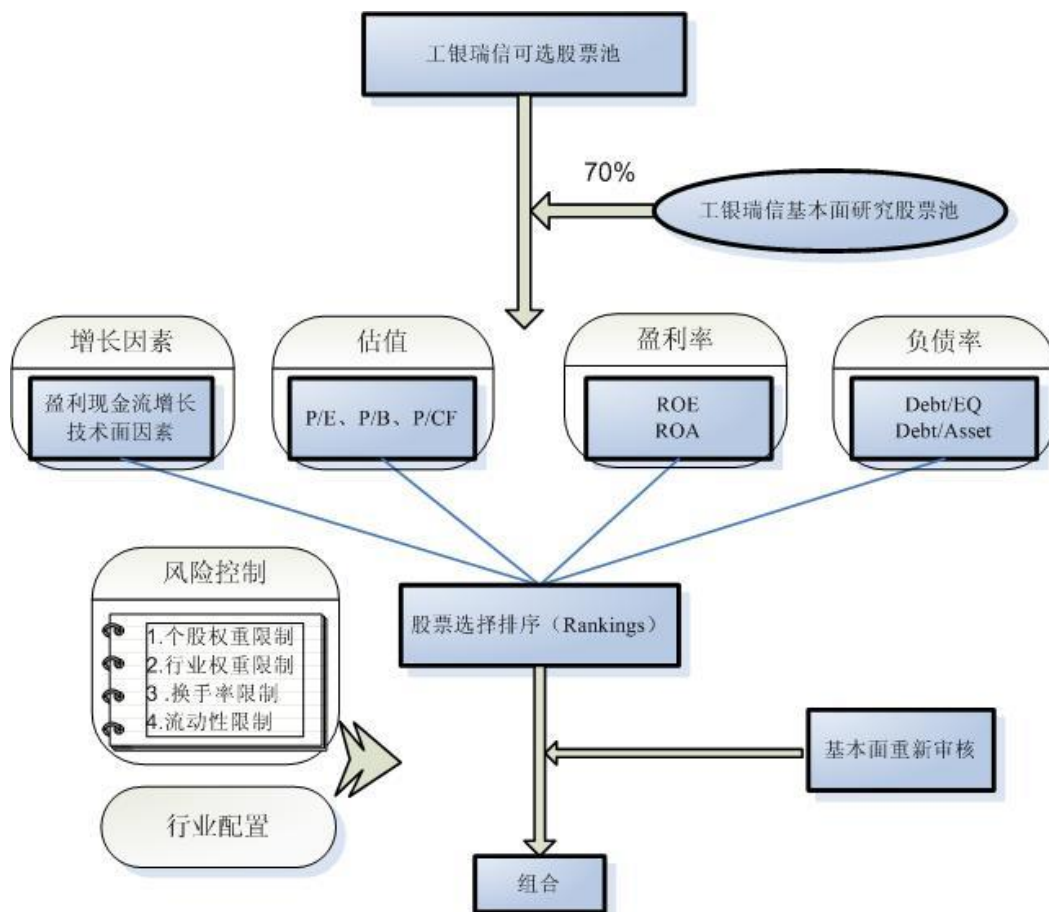 工银瑞信可选股票池
70%
工银瑞信基本面研究股票池
增长因素
盈利现金流增长
技术面因素
估值
P/E、P/B、P/CF
盈利率
ROE
ROA
负债率
Debt/EQ
Debt/Asset
风险控制
1.个股权重限制
2.行业权重限制
3 .换手率限制
4.流动性限制
股票选择排序（Rankings）
基本面重新审核
行业配置
组合